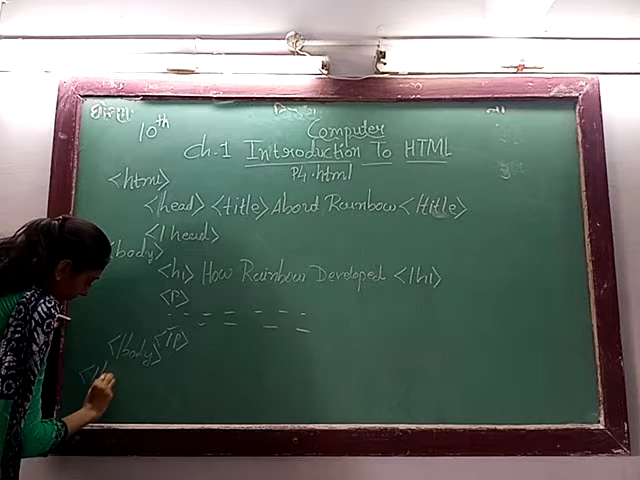 10th
Computer
Ch.1 Introduction To HTML
P4.html
<html>
<head> <title> About Rainbow </title>
</head>
<body>
<h1> How Rainbow Developed </h1>
<p>
</p>
</body>
</h